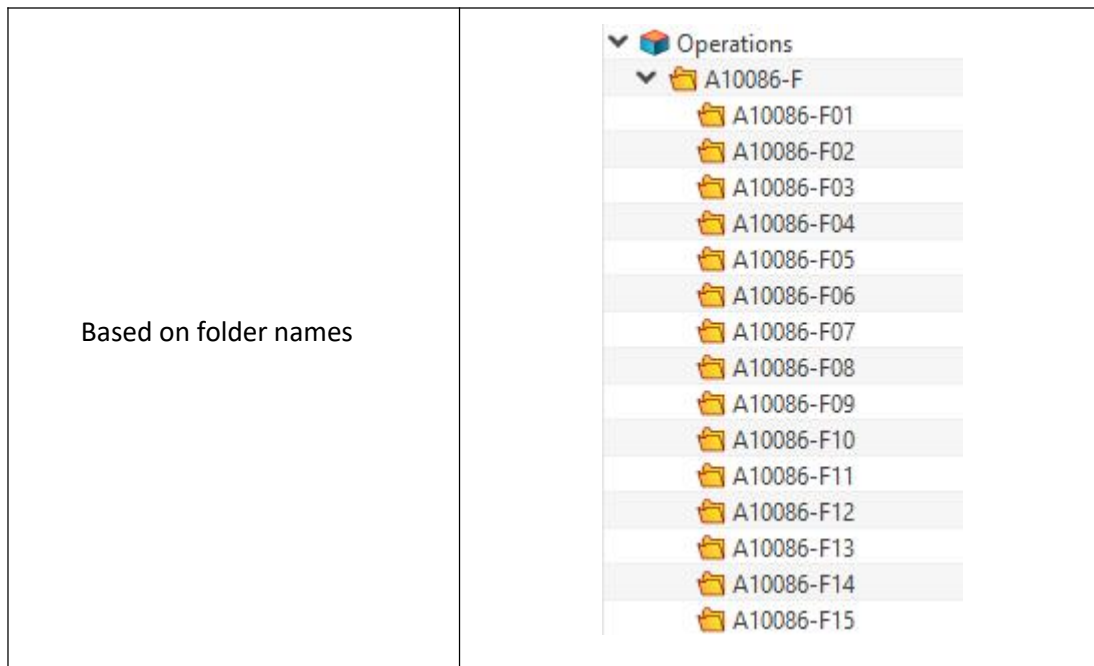 Based on folder names
Operations
A10086-F
A10086-F01
A10086-F02
A10086-F03
A10086-F04
A10086-F05
A10086-F06
A10086-F07
A10086-F08
A10086-F09
A10086-F10
A10086-F11
A10086-F12
A10086-F13
A10086-F14
A10086-F15